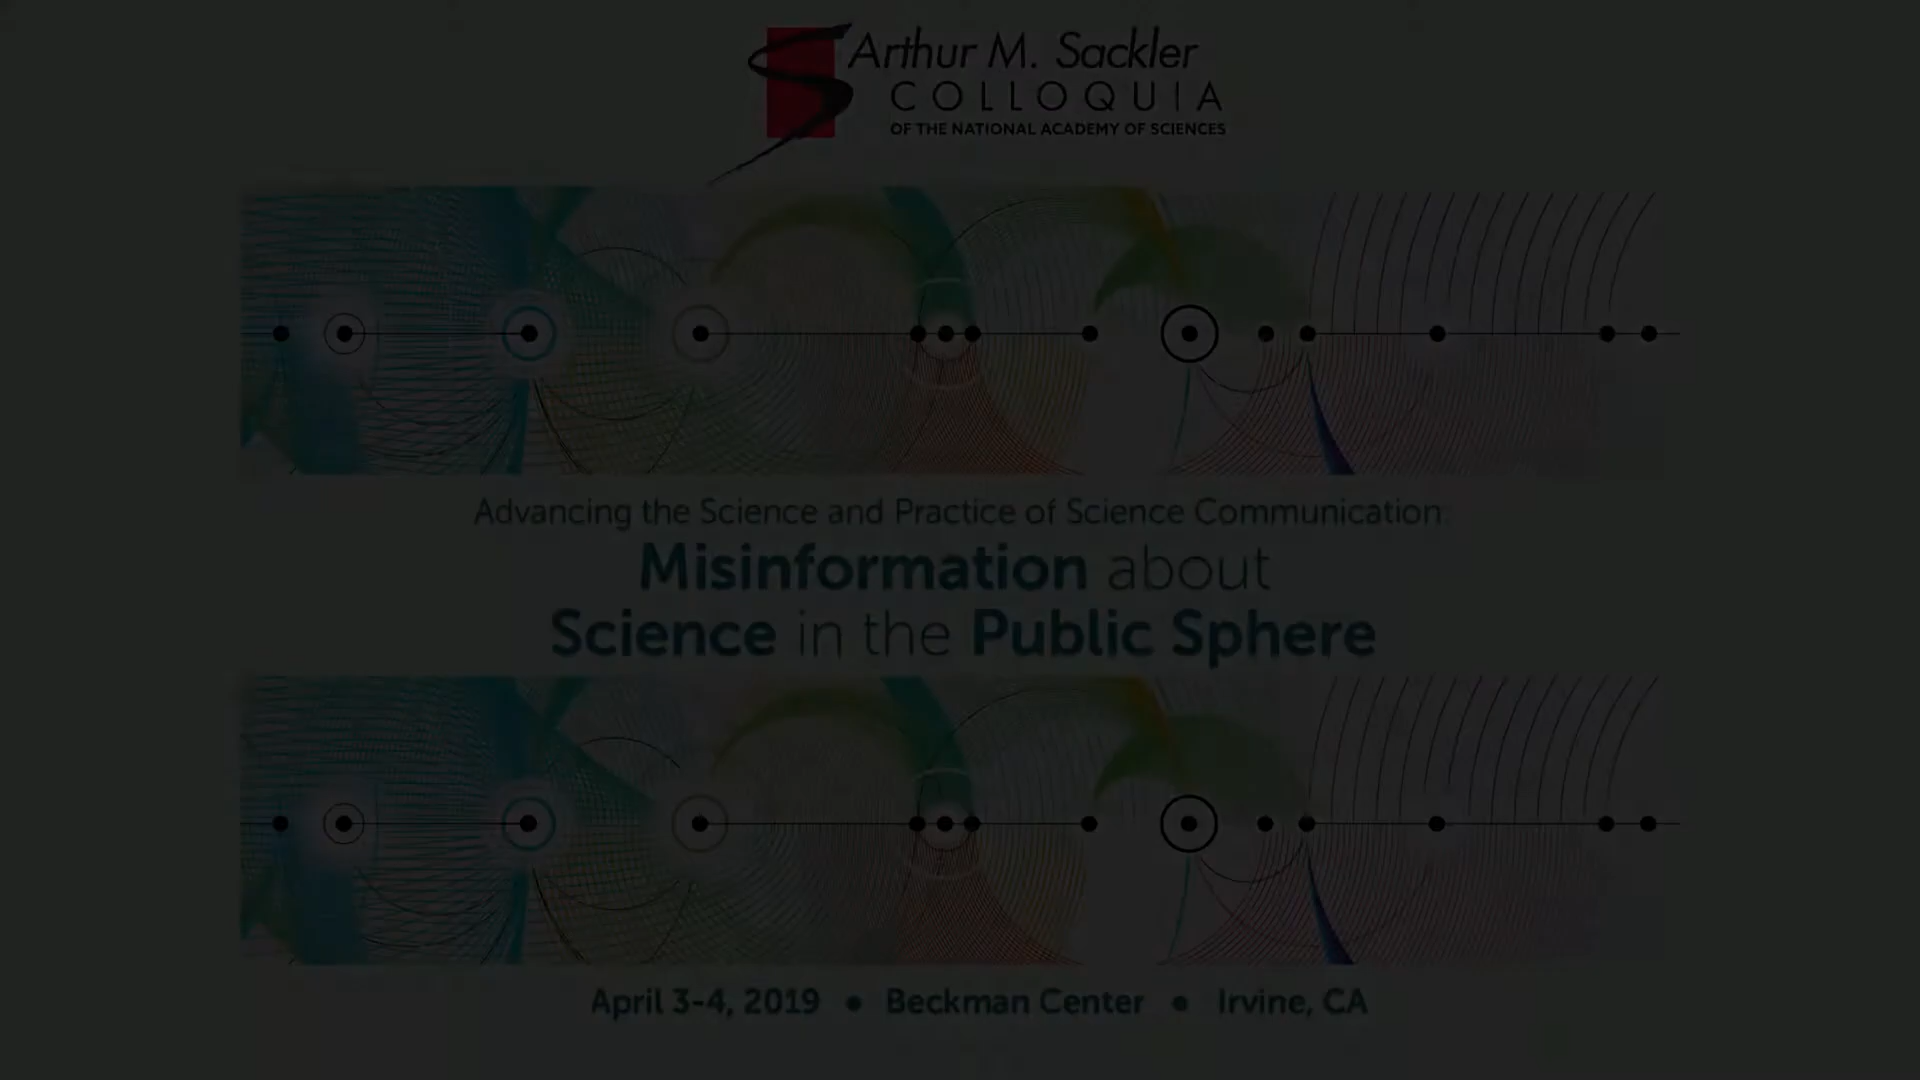 Arthur M. Sackler
COLLOQUIA
OF THE NATIONAL ACADEMY OF SCIENCES
Advancing the Science and Practice of Science Communication:
Misinformation about
Science in the Public Sphere
April 3-4, 2019 • Beckman Center • Irvine, CA